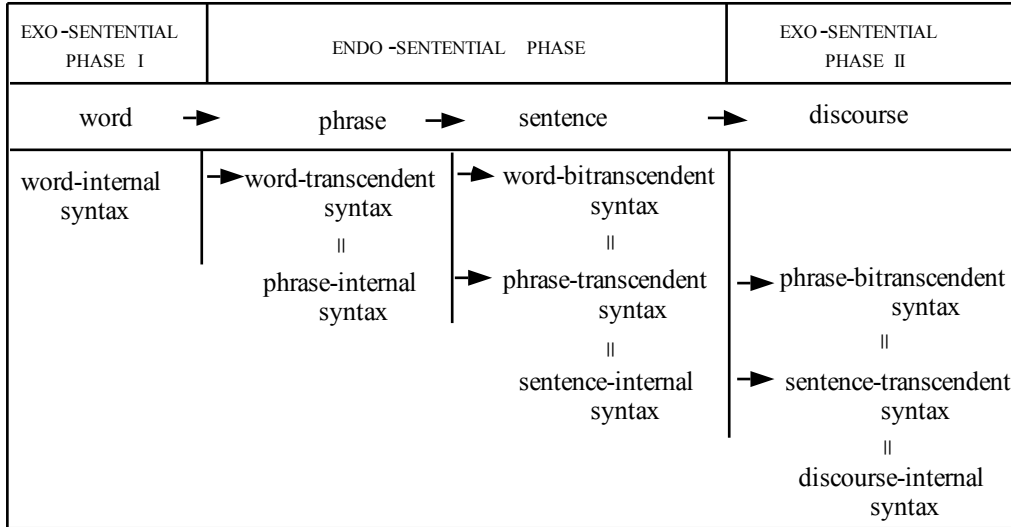 EXO-SENTENTIAL PHASE I
ENDO-SENTENTIAL PHASE
EXO-SENTENTIAL PHASE II
word → phrase → sentence → discourse
word-internal syntax
→ word-transcendent syntax
=
phrase-internal syntax
→ word-bitranscendent syntax
=
→ phrase-transcendent syntax
=
sentence-internal syntax
→ phrase-bitranscendent syntax
=
→ sentence-transcendent syntax
=
discourse-internal syntax